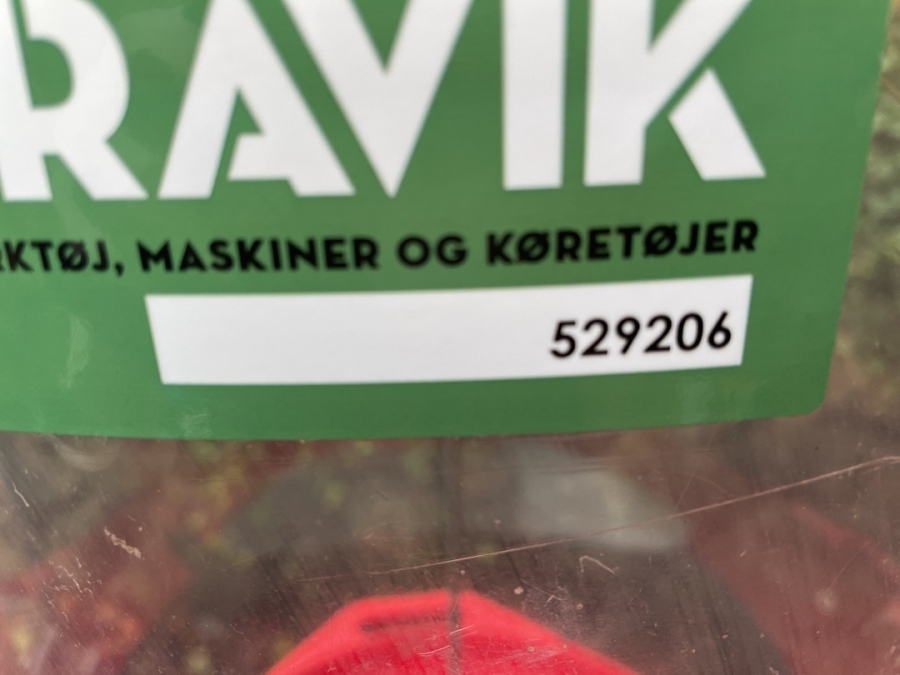 RAVIK
RKTØJ, MASKINER OG KØRETØJER
529206